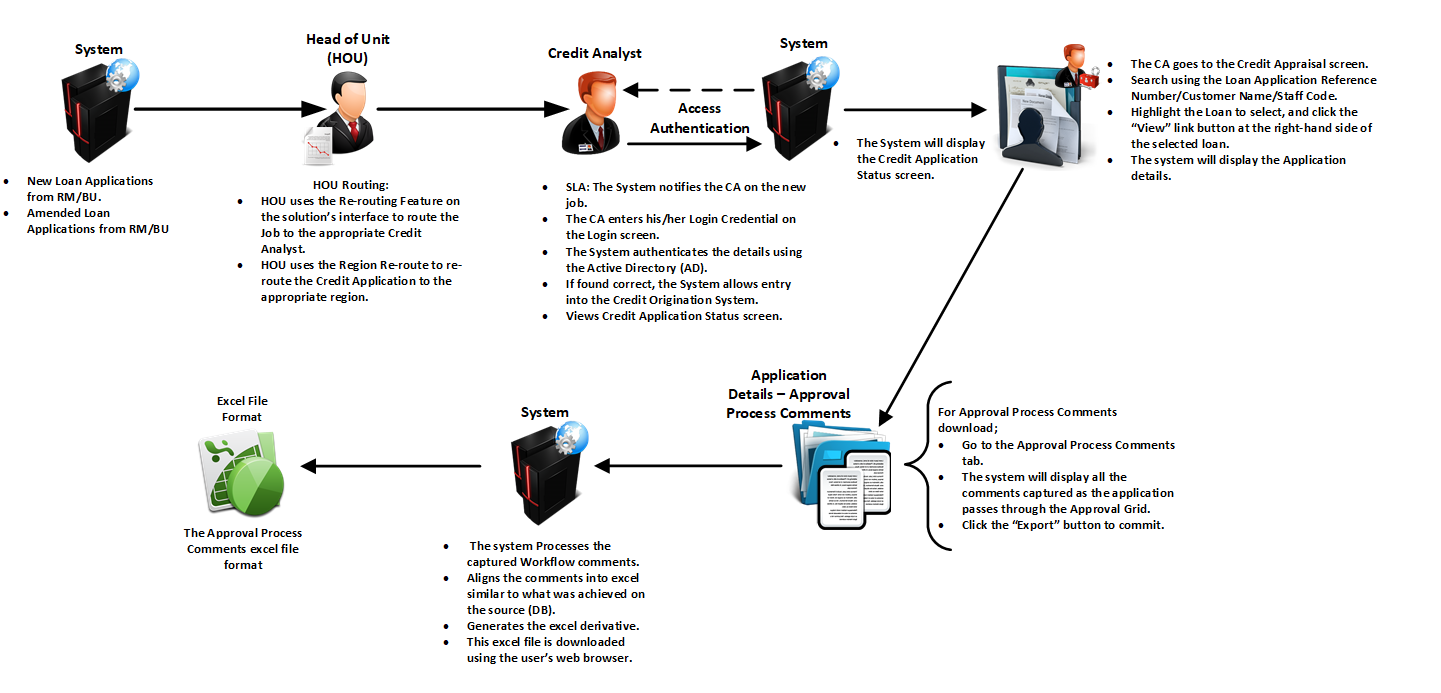 System
• New Loan Applications
from RM/BU.
• Amended Loan
Applications from RM/BU
Head of Unit
(HOU)
HOU Routing:
• HOU uses the Re-routing Feature on
the solution’s interface to route the
Job to the appropriate Credit
Analyst.
• HOU uses the Region Re-route to re-
route the Credit Application to the
appropriate region.
Credit Analyst
• SLA: The System notifies the CA on the new
job.
• The CA enters his/her Login Credential on
the Login screen.
• The System authenticates the details using
the Active Directory (AD).
• If found correct, the System allows entry
into the Credit Origination System.
• Views Credit Application Status screen.
Access
Authentication
System
• The System will display
the Credit Application
Status screen.
• The CA goes to the Credit Appraisal screen.
• Search using the Loan Application Reference
Number/Customer Name/Staff Code.
• Highlight the Loan to select, and click the
“View” link button at the right-hand side of
the selected loan.
• The system will display the Application
details.
Application
Details – Approval
Process Comments
For Approval Process Comments
download;
• Go to the Approval Process Comments
tab.
• The system will display all the
comments captured as the application
passes through the Approval Grid.
• Click the “Export” button to commit.
System
• The system Processes the
captured Workflow comments.
• Aligns the comments into excel
similar to what was achieved on
the source (DB).
• Generates the excel derivative.
• This excel file is downloaded
using the user’s web browser.
Excel File
Format
The Approval Process
Comments excel file
format